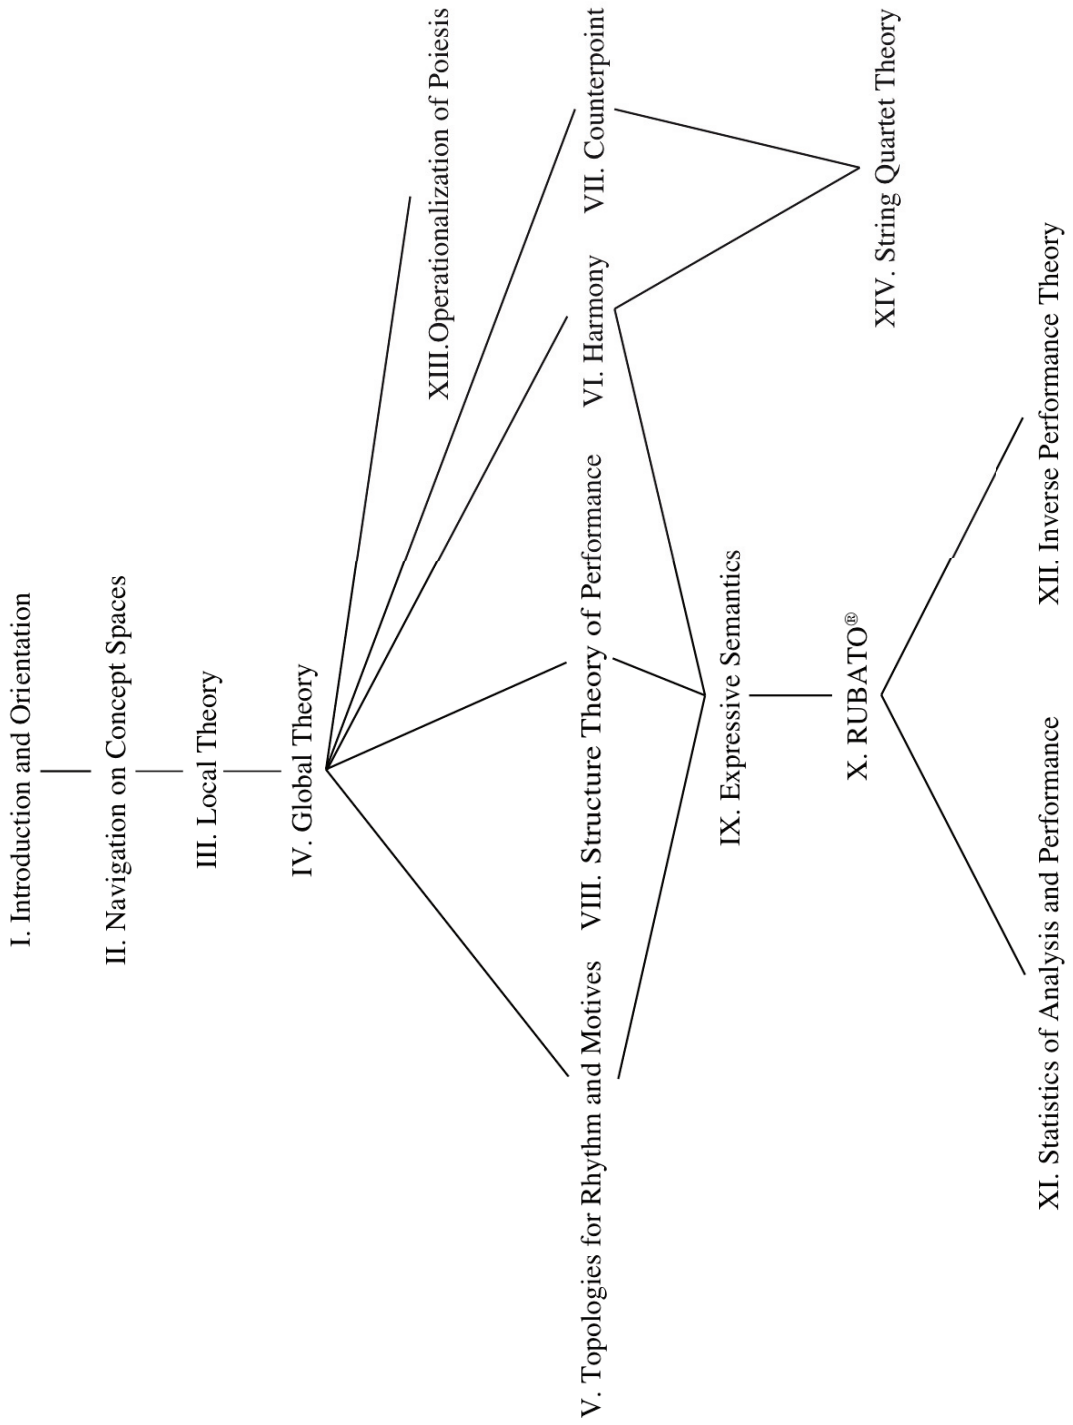 I. Introduction and Orientation
II. Navigation on Concept Spaces
III. Local Theory
IV. Global Theory
XIII.Operationalization of Poiesis
V. Topologies for Rhythm and Motives
VIII. Structure Theory of Performance
VI. Harmony
VII. Counterpoint
IX. Expressive Semantics
X. RUBATO®
XIV. String Quartet Theory
XI. Statistics of Analysis and Performance
XII. Inverse Performance Theory